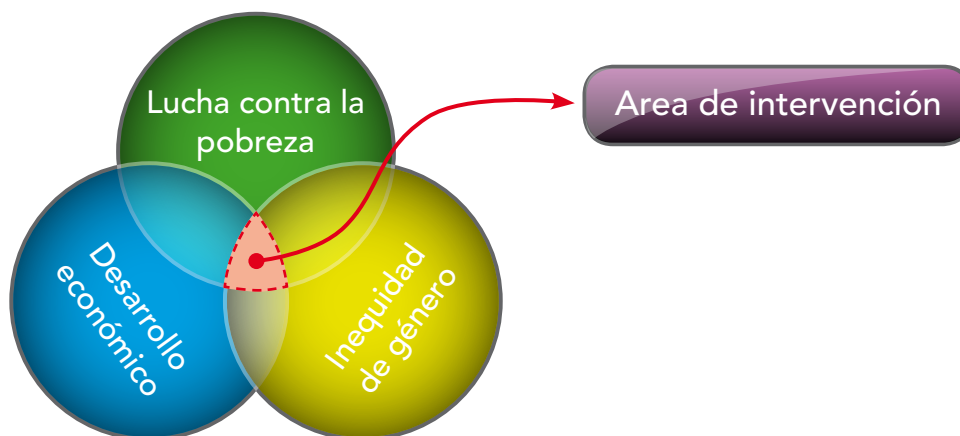 Lucha contra la
pobreza
Area de intervención
Desarrollo
económico
Inequidad
de género